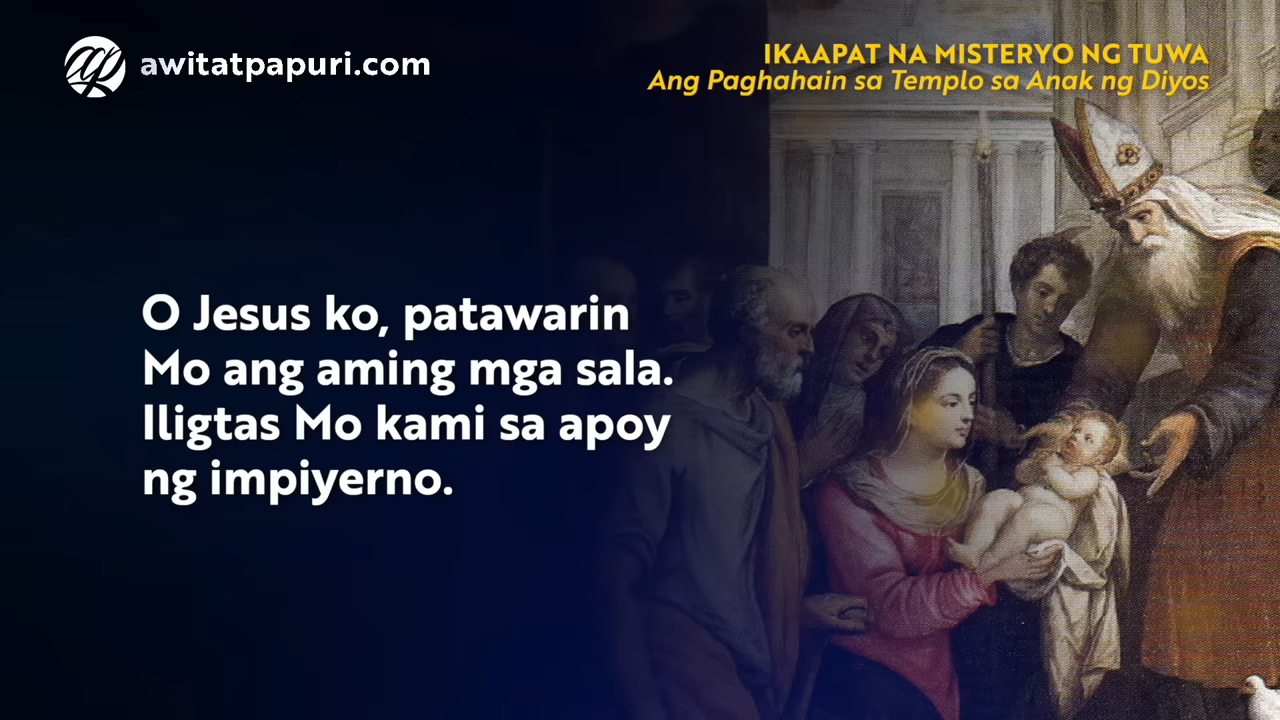 awitatpapuri.com
IKAAPAT NA MISTERYO NG TUWA
Ang Paghahain sa Templo sa Anak ng Diyos
O Jesus ko, patawarin
Mo ang aming mga sala.
Iligtas Mo kami sa apoy
ng impiyerno.